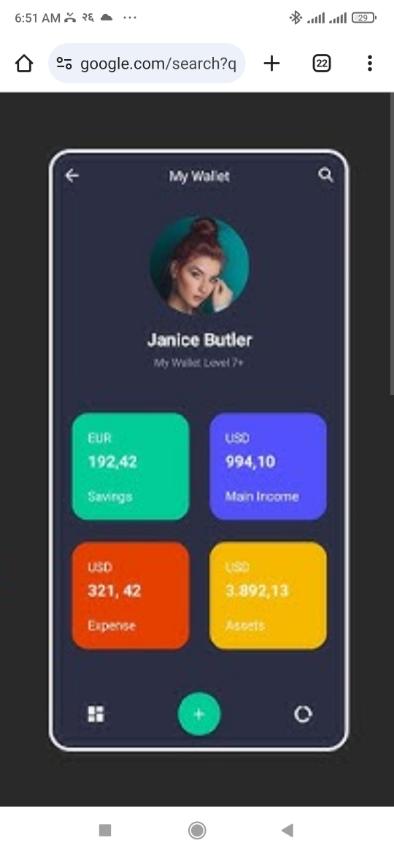 6:51 AM २६ ...
29
google.com/search?q
22
My Wallet
Janice Butler
My Wallet Level 7+
EUR
192,42
Savings
USD
994,10
Main Income
USD
321, 42
Expense
USD
3.892,13
Assets